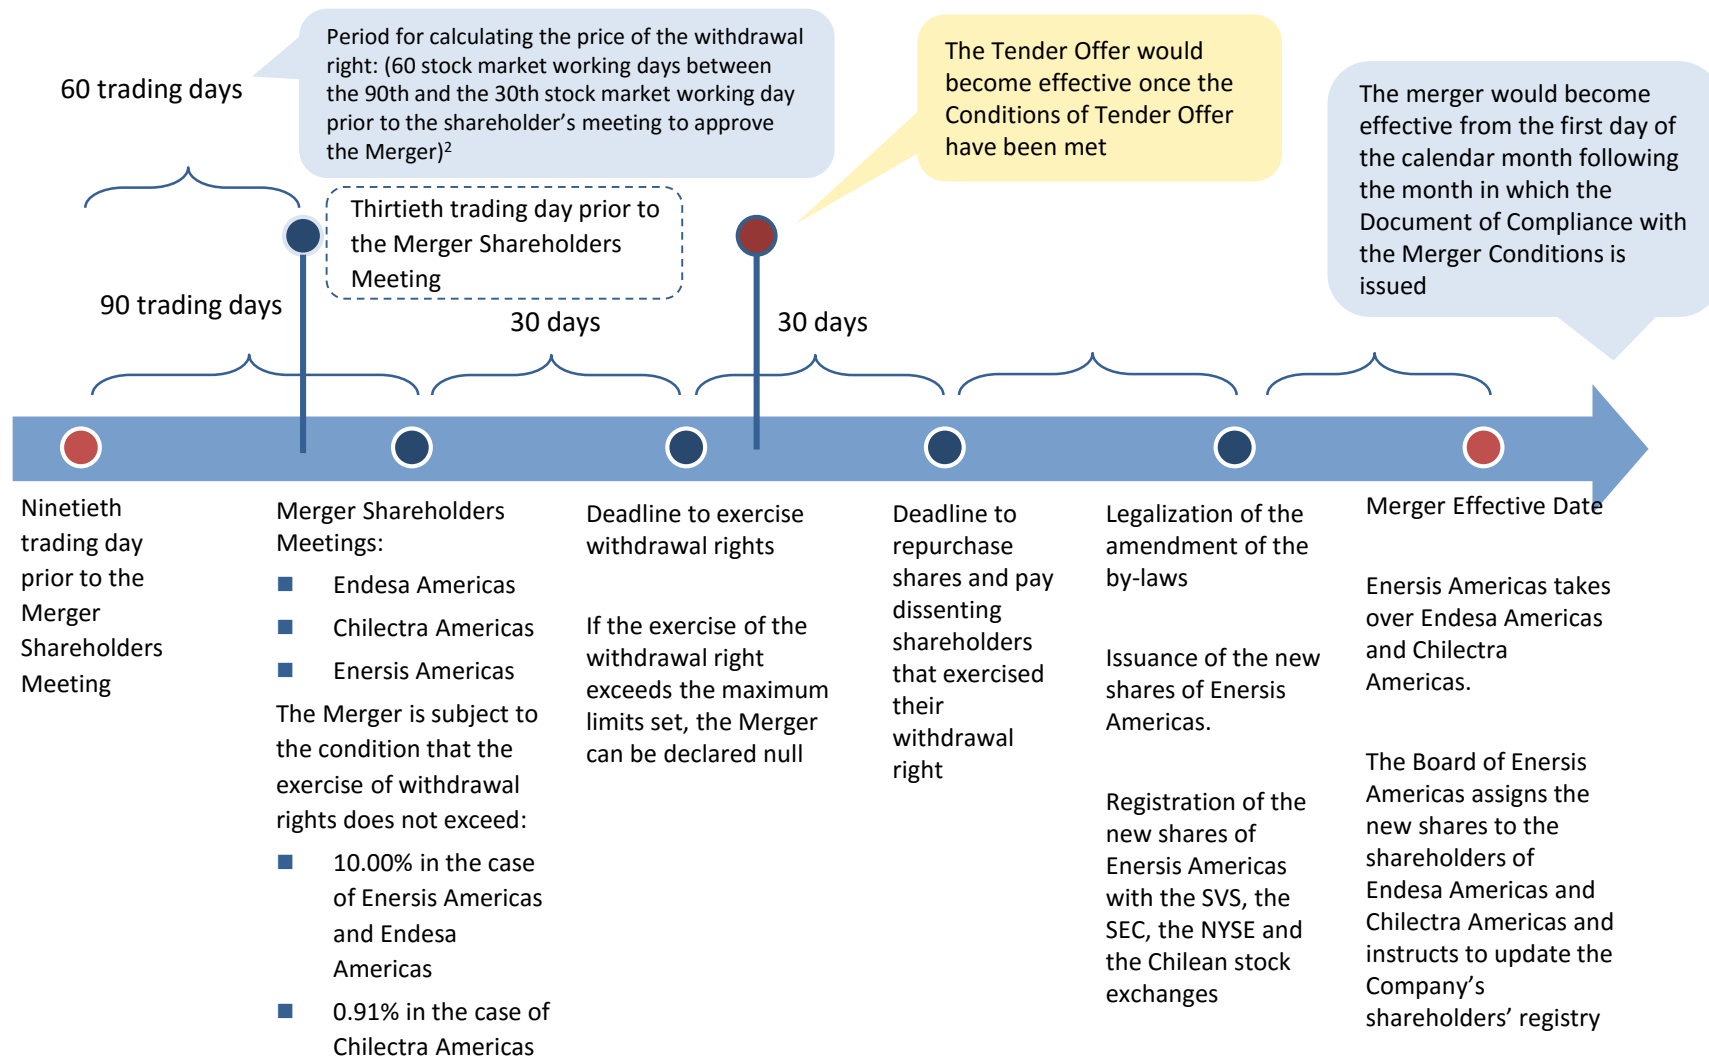 60 trading days
Period for calculating the price of the withdrawal
right: (60 stock market working days between
the 90th and the 30th stock market working day
prior to the shareholder’s meeting to approve
the Merger)²
The Tender Offer would
become effective once the
Conditions of Tender Offer
have been met
The merger would become
effective from the first day of
the calendar month following
the month in which the
Document of Compliance with
the Merger Conditions is
issued
Thirtieth trading day prior to
the Merger Shareholders
Meeting
90 trading days
30 days
30 days
Ninetieth
trading day
prior to the
Merger
Shareholders
Meeting
Merger Shareholders
Meetings:
Endesa Americas
Chilectra Americas
Enersis Americas
The Merger is subject to
the condition that the
exercise of withdrawal
rights does not exceed:
10.00% in the case
of Enersis Americas
and Endesa
Americas
0.91% in the case of
Chilectra Americas
Deadline to exercise
withdrawal rights
If the exercise of the
withdrawal right
exceeds the maximum
limits set, the Merger
can be declared null
Deadline to
repurchase
shares and pay
dissenting
shareholders
that exercised
their
withdrawal
right
Legalization of the
amendment of the
by-laws
Issuance of the new
shares of Enersis
Americas.
Registration of the
new shares of
Enersis Americas
with the SVS, the
SEC, the NYSE and
the Chilean stock
exchanges
Merger Effective Date
Enersis Americas takes
over Endesa Americas
and Chilectra
Americas.
The Board of Enersis
Americas assigns the
new shares to the
shareholders of
Endesa Americas and
Chilectra Americas and
instructs to update the
Company’s
shareholders’ registry